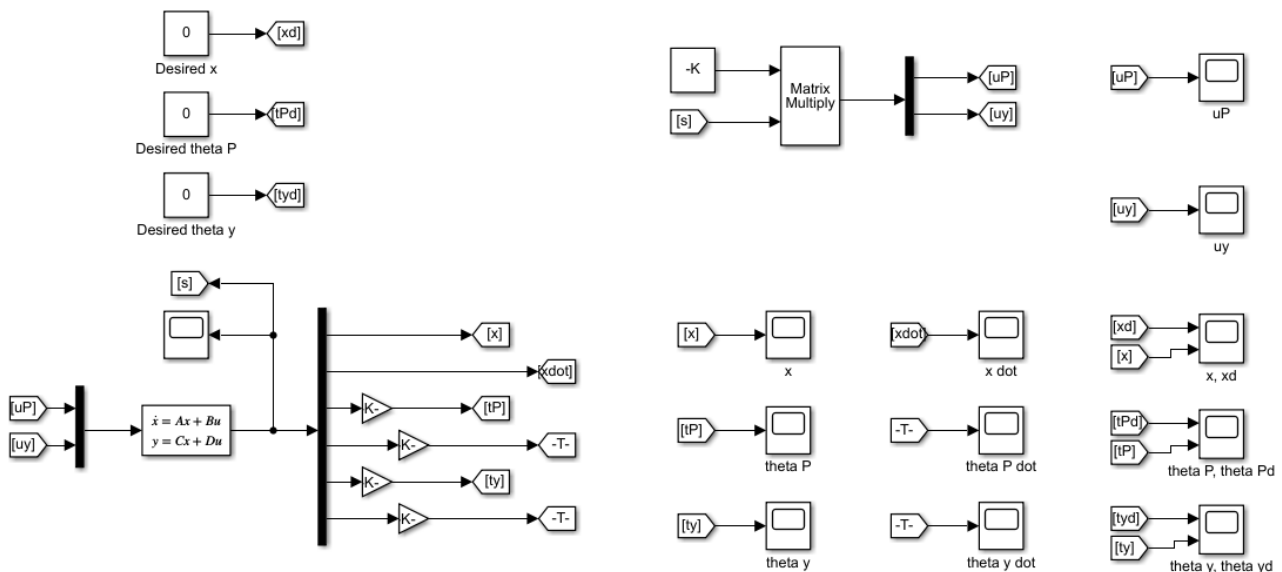 0
[xd]
Desired x
0
[tPd]
Desired theta P
0
[tyd]
Desired theta y
[s]
[uP]
[uy]
ẋ = Ax + Bu
y = Cx + Du
[x]
[xdot]
K-
[tP]
K-
-T-
K-
[ty]
K-
-T-
-K
[s]
Matrix
Multiply
[uP]
[uy]
[uP]
uP
[uy]
uy
[x]
x
[xdot]
x dot
[xd]
[x]
x, xd
[tP]
theta P
-T-
theta P dot
[tPd]
[tP]
theta P, theta Pd
[ty]
theta y
-T-
theta y dot
[tyd]
[ty]
theta y, theta yd